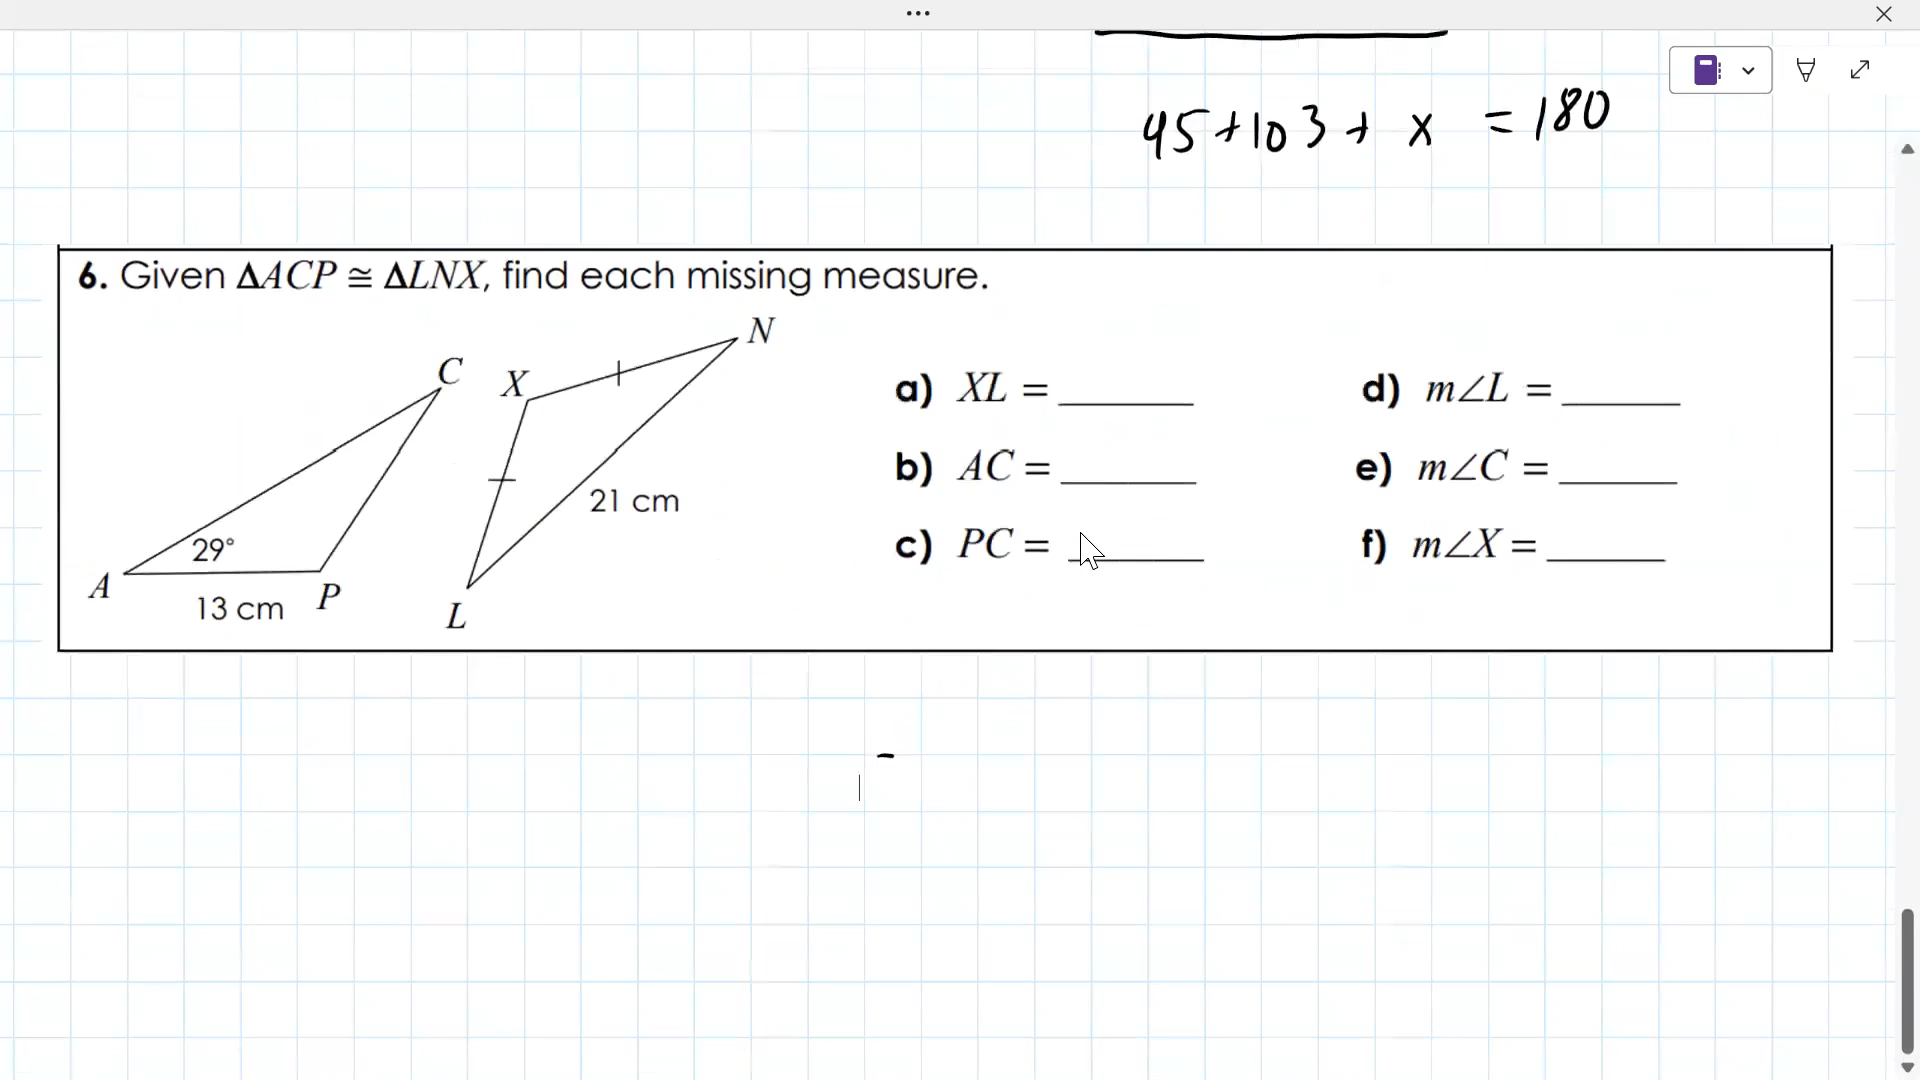 45+103+ x = 180
6. Given ΔACP ≅ ΔLNX, find each missing measure.
N
C
X
a) XL = ______
d) m∠L = ______
b) AC = ______
e) m∠C = ______
21 cm
29°
c) PC = ______
f) m∠X = ______
A
13 cm
P
L